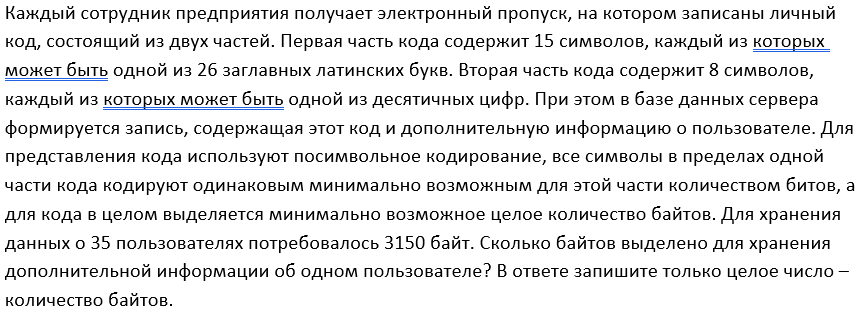 Каждый сотрудник предприятия получает электронный пропуск, на котором записаны личный
код, состоящий из двух частей. Первая часть кода содержит 15 символов, каждый из которых
может быть одной из 26 заглавных латинских букв. Вторая часть кода содержит 8 символов,
каждый из которых может быть одной из десятичных цифр. При этом в базе данных сервера
формируется запись, содержащая этот код и дополнительную информацию о пользователе. Для
представления кода используют посимвольное кодирование, все символы в пределах одной
части кода кодируют одинаковым минимально возможным для этой части количеством битов, а
для кода в целом выделяется минимально возможное целое количество байтов. Для хранения
данных о 35 пользователях потребовалось 3150 байт. Сколько байтов выделено для хранения
дополнительной информации об одном пользователе? В ответе запишите только целое число –
количество байтов.